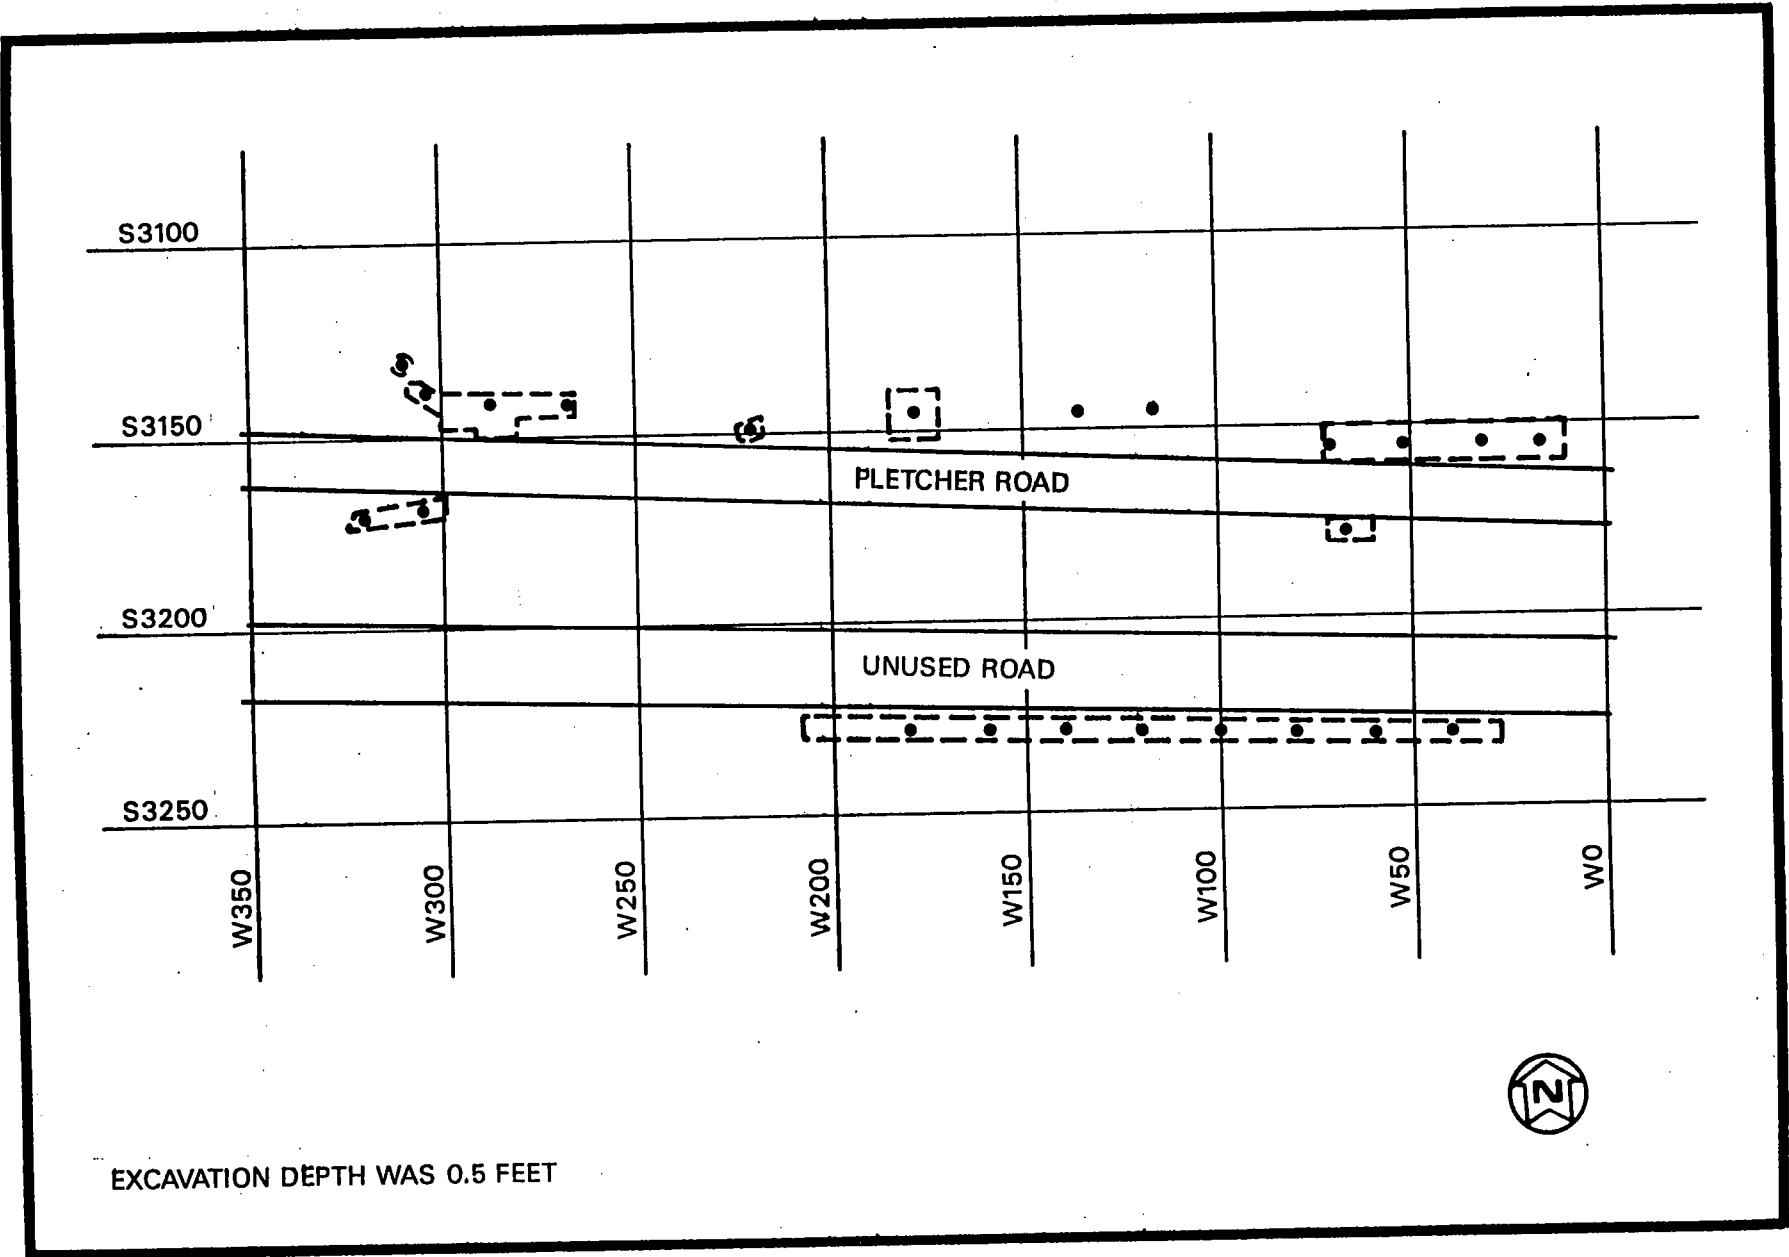 S3100
S3150
PLETCHER ROAD
S3200
UNUSED ROAD
S3250
W350
W300
W250
W200
W150
W100
W50
W0
N
EXCAVATION DEPTH WAS 0.5 FEET